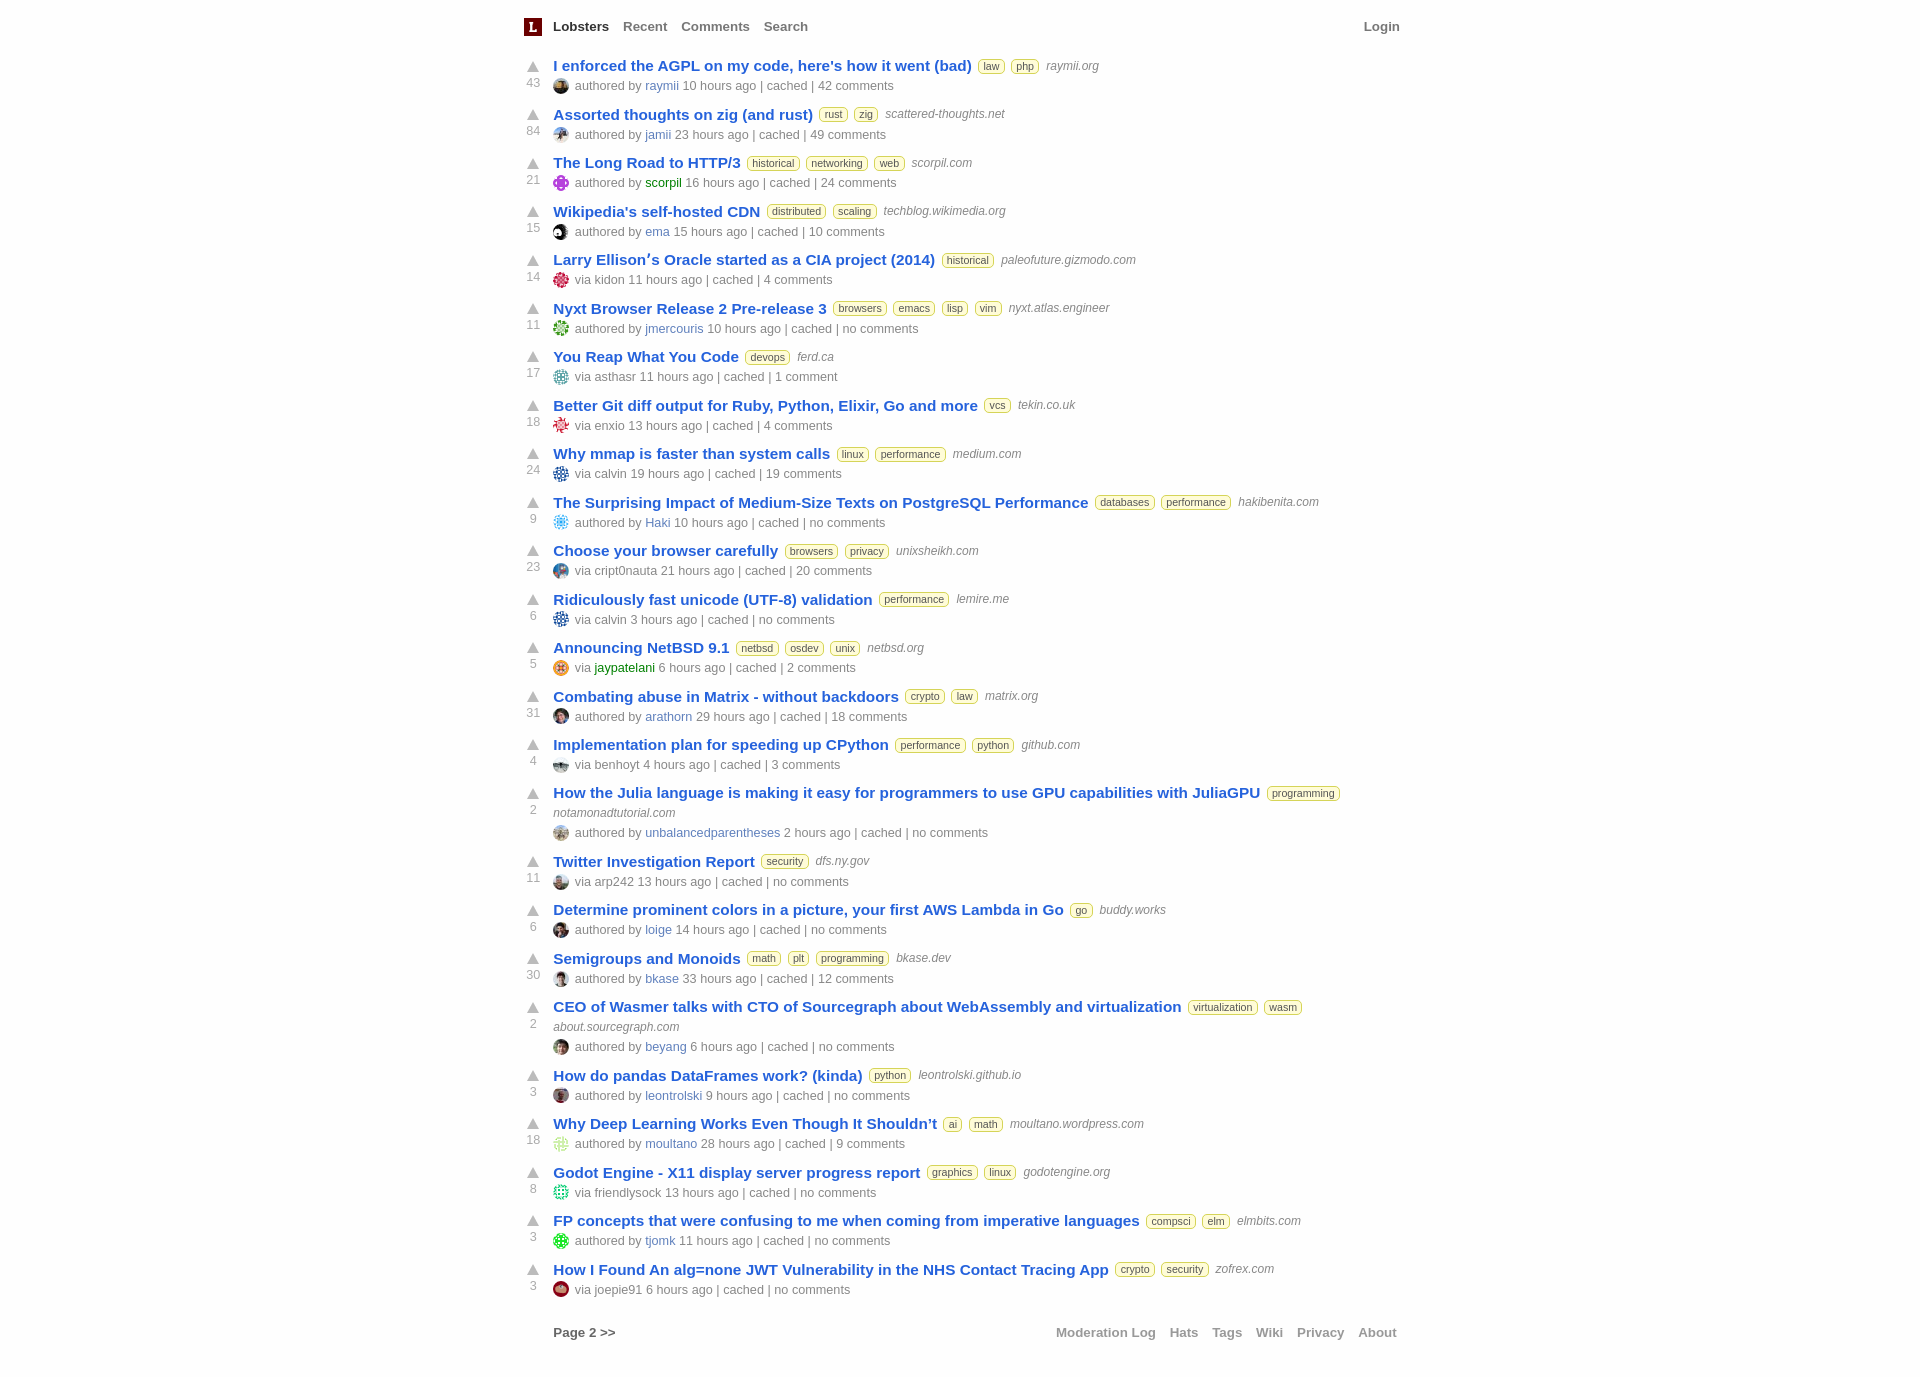 L Lobsters Recent Comments Search Login
I enforced the AGPL on my code, here's how it went (bad) law php raymii.org
43 authored by raymii 10 hours ago | cached | 42 comments
Assorted thoughts on zig (and rust) rust zig scattered-thoughts.net
84 authored by jamii 23 hours ago | cached | 49 comments
The Long Road to HTTP/3 historical networking web scorpil.com
21 authored by scorpil 16 hours ago | cached | 24 comments
Wikipedia's self-hosted CDN distributed scaling techblog.wikimedia.org
15 authored by ema 15 hours ago | cached | 10 comments
Larry Ellisonʼs Oracle started as a CIA project (2014) historical paleofuture.gizmodo.com
14 via kidon 11 hours ago | cached | 4 comments
Nyxt Browser Release 2 Pre-release 3 browsers emacs lisp vim nyxt.atlas.engineer
11 authored by jmercouris 10 hours ago | cached | no comments
You Reap What You Code devops ferd.ca
17 via asthasr 11 hours ago | cached | 1 comment
Better Git diff output for Ruby, Python, Elixir, Go and more vcs tekin.co.uk
18 via enxio 13 hours ago | cached | 4 comments
Why mmap is faster than system calls linux performance medium.com
24 via calvin 19 hours ago | cached | 19 comments
The Surprising Impact of Medium-Size Texts on PostgreSQL Performance databases performance hakibenita.com
9 authored by Haki 10 hours ago | cached | no comments
Choose your browser carefully browsers privacy unixsheikh.com
23 via cript0nauta 21 hours ago | cached | 20 comments
Ridiculously fast unicode (UTF-8) validation performance lemire.me
6 via calvin 3 hours ago | cached | no comments
Announcing NetBSD 9.1 netbsd osdev unix netbsd.org
5 via jaypatelani 6 hours ago | cached | 2 comments
Combating abuse in Matrix - without backdoors crypto law matrix.org
31 authored by arathorn 29 hours ago | cached | 18 comments
Implementation plan for speeding up CPython performance python github.com
4 via benhoyt 4 hours ago | cached | 3 comments
How the Julia language is making it easy for programmers to use GPU capabilities with JuliaGPU programming
2 notamonadtutorial.com
authored by unbalancedparentheses 2 hours ago | cached | no comments
Twitter Investigation Report security dfs.ny.gov
11 via arp242 13 hours ago | cached | no comments
Determine prominent colors in a picture, your first AWS Lambda in Go go buddy.works
6 authored by loige 14 hours ago | cached | no comments
Semigroups and Monoids math plt programming bkase.dev
30 authored by bkase 33 hours ago | cached | 12 comments
CEO of Wasmer talks with CTO of Sourcegraph about WebAssembly and virtualization virtualization wasm
2 about.sourcegraph.com
authored by beyang 6 hours ago | cached | no comments
How do pandas DataFrames work? (kinda) python leontrolski.github.io
3 authored by leontrolski 9 hours ago | cached | no comments
Why Deep Learning Works Even Though It Shouldn’t ai math moultano.wordpress.com
18 authored by moultano 28 hours ago | cached | 9 comments
Godot Engine - X11 display server progress report graphics linux godotengine.org
8 via friendlysock 13 hours ago | cached | no comments
FP concepts that were confusing to me when coming from imperative languages compsci elm elmbits.com
3 authored by tjomk 11 hours ago | cached | no comments
How I Found An alg=none JWT Vulnerability in the NHS Contact Tracing App crypto security zofrex.com
3 via joepie91 6 hours ago | cached | no comments
Page 2 >> Moderation Log Hats Tags Wiki Privacy About